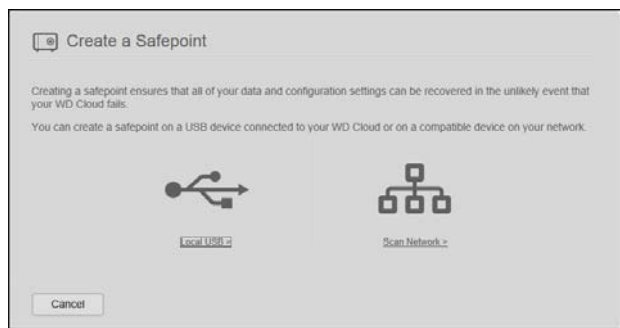 Create a Safepoint
Creating a safepoint ensures that all of your data and configuration settings can be recovered in the unlikely event that
your WD Cloud fails.
You can create a safepoint on a USB device connected to your WD Cloud or on a compatible device on your network.
Local USB »
Scan Network »
Cancel